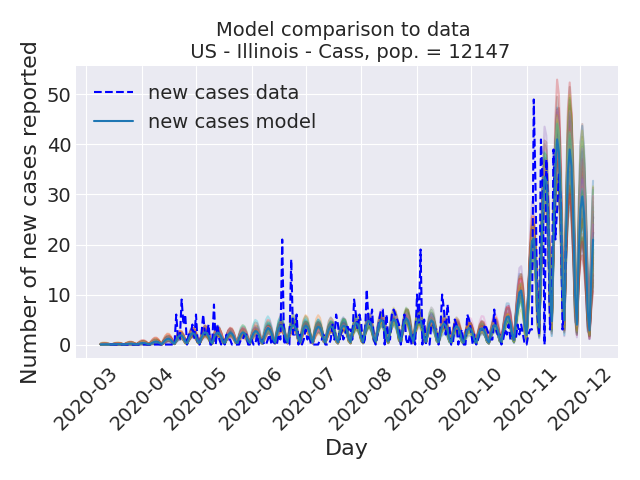 Model comparison to data
US - Illinois - Cass, pop. = 12147
Number of new cases reported
50
40
30
20
10
0
new cases data
new cases model
2020-03
2020-04
2020-05
2020-06
2020-07
2020-08
2020-09
2020-10
2020-11
2020-12
Day